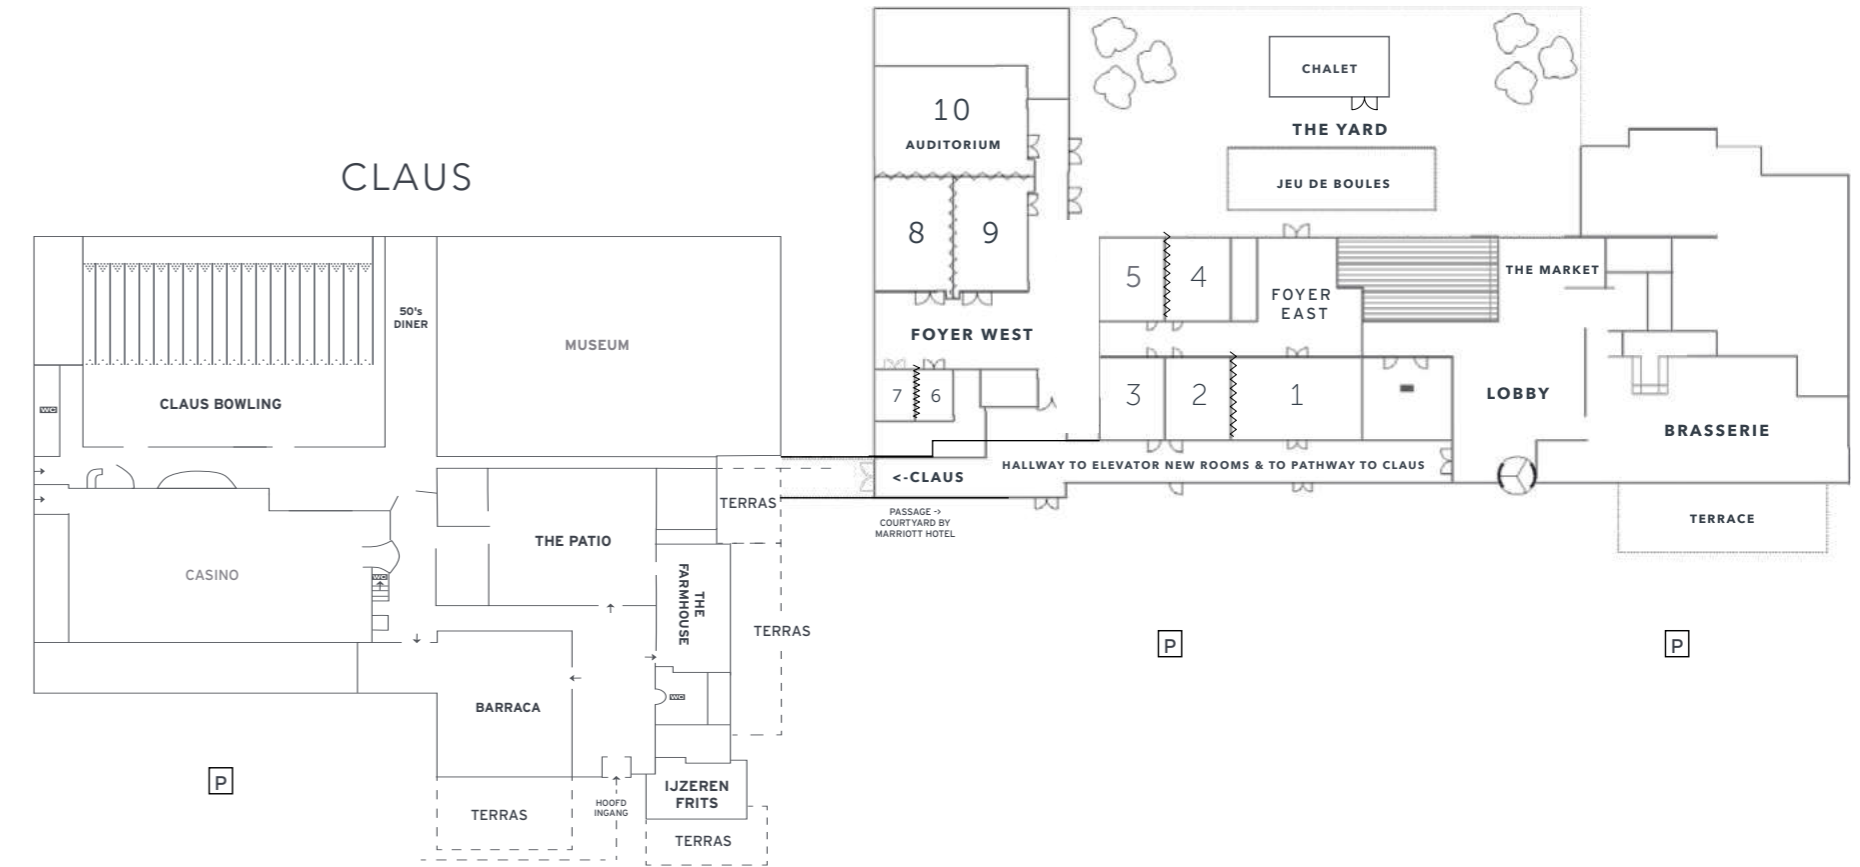 CLAUS
50's
DINER
MUSEUM
CLAUS BOWLING
WC
CASINO
WC
THE PATIO
TERRAS
THE
FARMHOUSE
TERRAS
BARRACA
WC
P
TERRAS
HOOFD
INGANG
IJZEREN
FRITS
TERRAS
10
AUDITORIUM
8
9
FOYER WEST
7
6
<-CLAUS
PASSAGE ->
COURTYARD BY
MARRIOTT HOTEL
CHALET
THE YARD
JEU DE BOULES
5
4
FOYER
EAST
THE MARKET
3
2
1
LOBBY
BRASSERIE
HALLWAY TO ELEVATOR NEW ROOMS & TO PATHWAY TO CLAUS
TERRACE
P
P